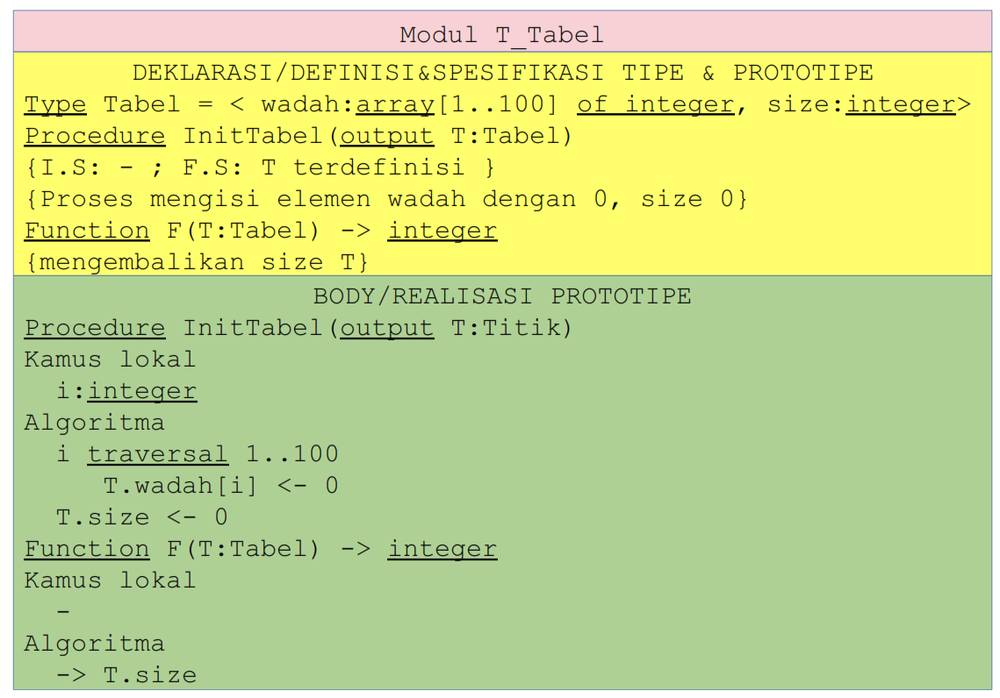 Modul T_Tabel
DEKLARASI/DEFINISI&SPESIFIKASI TIPE & PROTOTIPE
Type Tabel = < wadah:array[1..100] of integer, size:integer>
Procedure InitTabel(output T:Tabel)
{I.S: - ; F.S: T terdefinisi }
{Proses mengisi elemen wadah dengan 0, size 0}
Function F(T:Tabel) -> integer
{mengembalikan size T}
BODY/REALISASI PROTOTIPE
Procedure InitTabel(output T:Titik)
Kamus lokal
  i:integer
Algoritma
  i traversal 1..100
     T.wadah[i] <- 0
  T.size <- 0
Function F(T:Tabel) -> integer
Kamus lokal
  -
Algoritma
  -> T.size